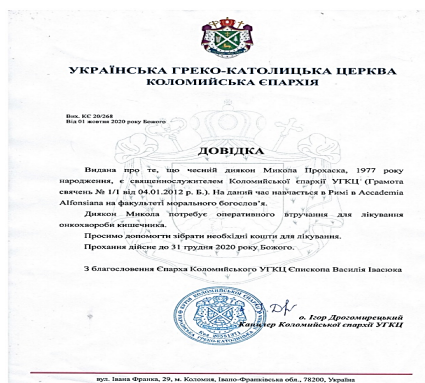 УКРАЇНСЬКА ГРЕКО-КАТОЛИЦЬКА ЦЕРКВА
КОЛОМИЙСЬКА ЄПАРХІЯ
Вих. КЄ 20/268
Від 01 жовтня 2020 року Божого
ДОВІДКА
Видана про те, що чесний диякон Микола Прохаска, 1977 року
народження, є священнослужителем Коломийської єпархії УГКЦ (Грамота
свячень № 1/1 від 04.01.2012 р. Б.). На даний час навчається в Римі в Accademia
Alfonsiana на факультеті морального богослов'я.
Диякон Микола потребує оперативного втручання для лікування
онкохвороби кишечника.
Просимо допомогти зібрати необхідні кошти для лікування.
Прохання дійсне до 31 грудня 2020 року Божого.
З благословення Єпарха Коломийського УГКЦ Єпископа Василія Івасюка
о. Ігор Дрогомирецький
Канцлер Коломийської єпархії УГКЦ
вул. Івана Франка, 29, м. Коломия, Івано-Франківська обл., 78200, Україна